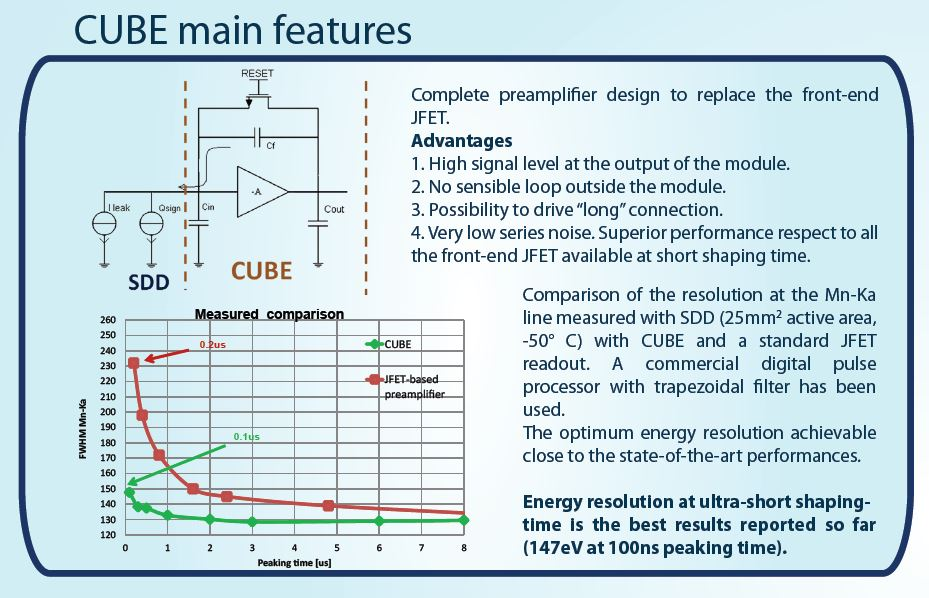 CUBE main features
RESET
Cf
-A
Ileak
Qsign
Cin
Cout
SDD
CUBE
Complete preamplifier design to replace the front-end
JFET.
Advantages
1. High signal level at the output of the module.
2. No sensible loop outside the module.
3. Possibility to drive “long” connection.
4. Very low series noise. Superior performance respect to all
the front-end JFET available at short shaping time.
Measured comparison
260
250
240
230
220
210
200
190
180
170
160
150
140
130
120
FWHM Mn-Ka
0.2us
0.1us
CUBE
JFET-based
preamplifier
0 1 2 3 4 5 6 7 8
Peaking time [us]
Comparison of the resolution at the Mn-Ka
line measured with SDD (25mm² active area,
-50° C) with CUBE and a standard JFET
readout. A commercial digital pulse
processor with trapezoidal filter has been
used.
The optimum energy resolution achievable
close to the state-of-the-art performances.
Energy resolution at ultra-short shaping-
time is the best results reported so far
(147eV at 100ns peaking time).